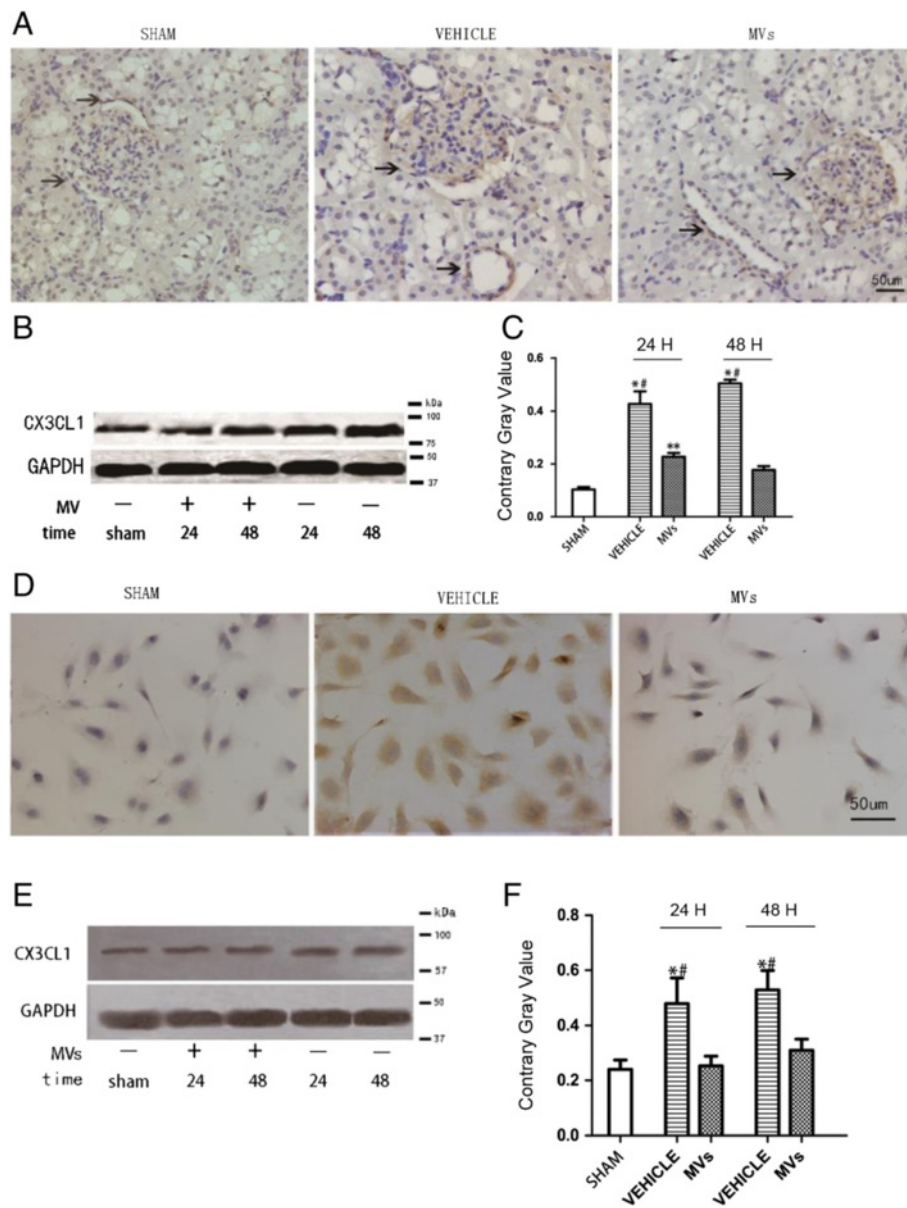 A
SHAM
VEHICLE
MVs
50um
B
kDa
CX3CL1
100
75
GAPDH
50
37
MV — + + — —
time sham 24 48 24 48
C
24 H
48 H
Contrary Gray Value
0.6
0.4
0.2
0.0
*#
**
*#
SHAM
VEHICLE
MVs
VEHICLE
MVs
D
SHAM
VEHICLE
MVs
50um
E
kDa
CX3CL1
100
57
GAPDH
50
37
MVs — + + — —
time sham 24 48 24 48
F
24 H
48 H
Contrary Gray Value
0.8
0.6
0.4
0.2
0.0
*#
*#
SHAM
VEHICLE
MVs
VEHICLE
MVs